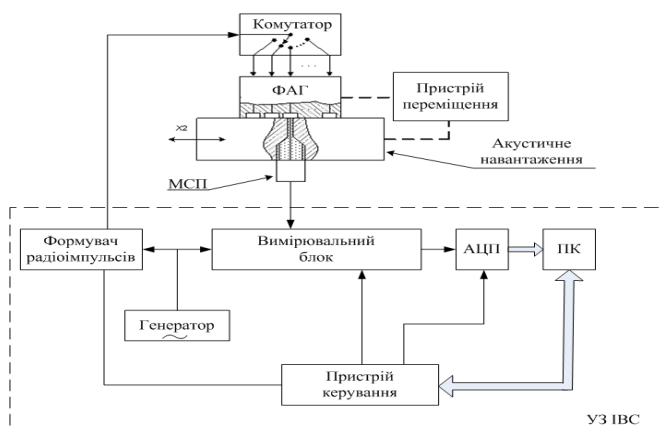 Комутатор
. . .
ФАГ
Пристрій
переміщення
X2
Акустичне
навантаження
МСП
Формувач
радіоімпульсів
Вимірювальний
блок
АЦП
ПК
Генератор
~
Пристрій
керування
УЗ ІВС